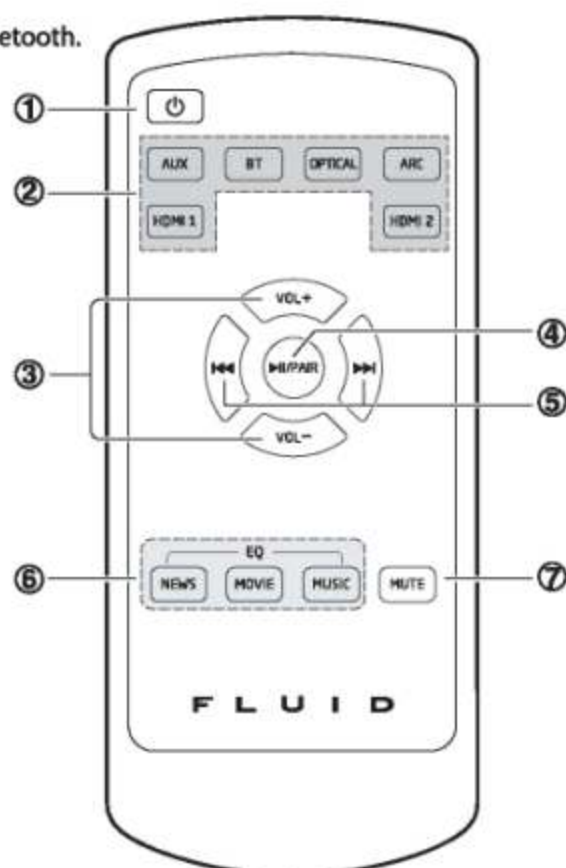 etooth.
①
AUX BT OPTICAL ARC
②
HDMI 1 HDMI 2
VOL+
④
③
▶II/PAIR
⑤
VOL−
EQ
⑥ NEWS MOVIE MUSIC MUTE ⑦
FLUID